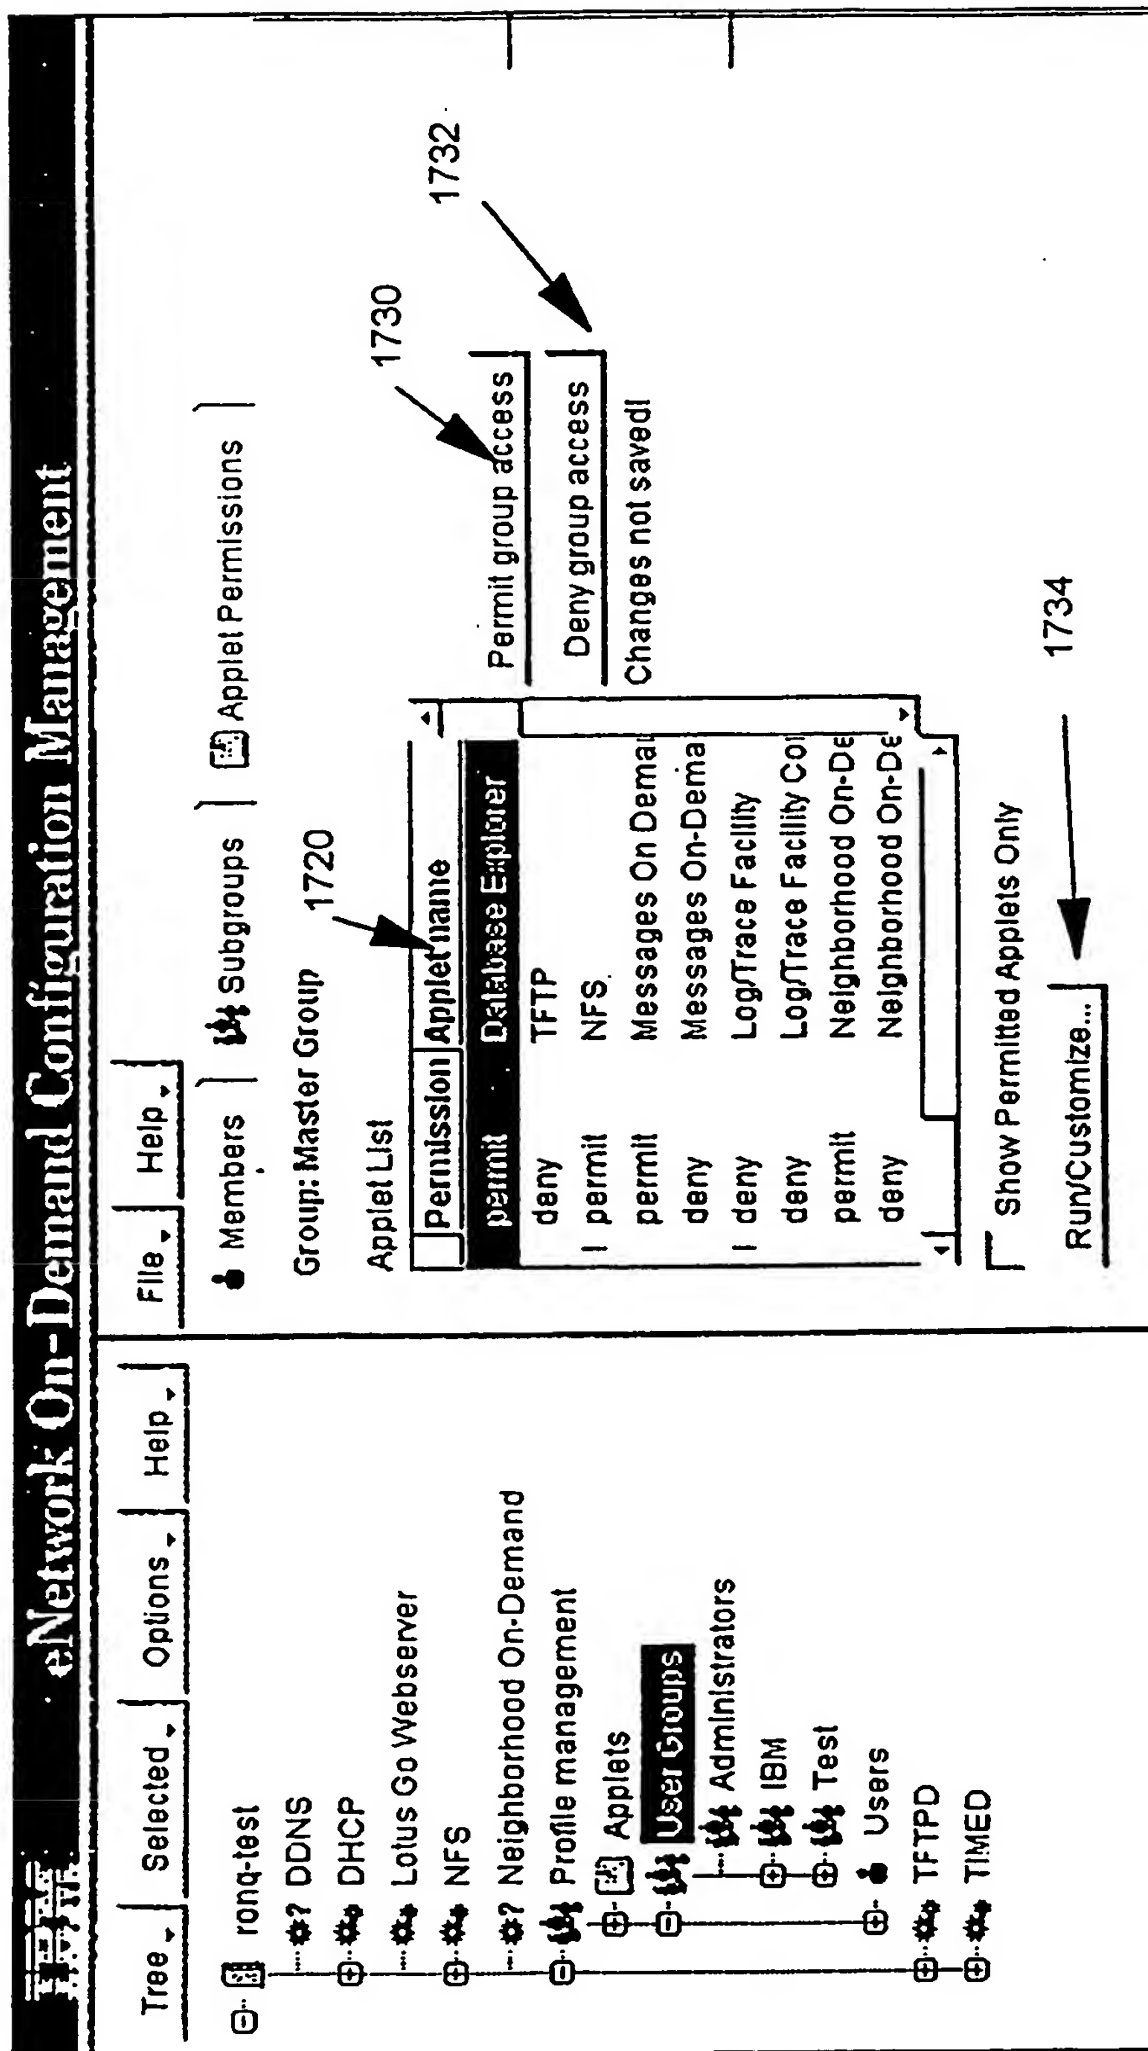 IBM eNetwork On-Demand Configuration Management
Tree Selected Options Help
ronq-test
? DDNS
DHCP
Lotus Go Webserver
NFS
? Neighborhood On-Demand
Profile management
Applets
User Groups
Administrators
IBM
Test
Users
TFTPD
TIMED
File Help
Members Subgroups Applet Permissions
Group: Master Group
1720
Applet List
Permission Applet name
permit Database Explorer
deny TFTP
permit NFS
permit Messages On Deman
deny Messages On-Dema
deny Log/Trace Facility
deny Log/Trace Facility Con
permit Neighborhood On-De
deny Neighborhood On-De
1730
Permit group access
1732
Deny group access
Changes not saved!
Show Permitted Applets Only
Run/Customize...
1734